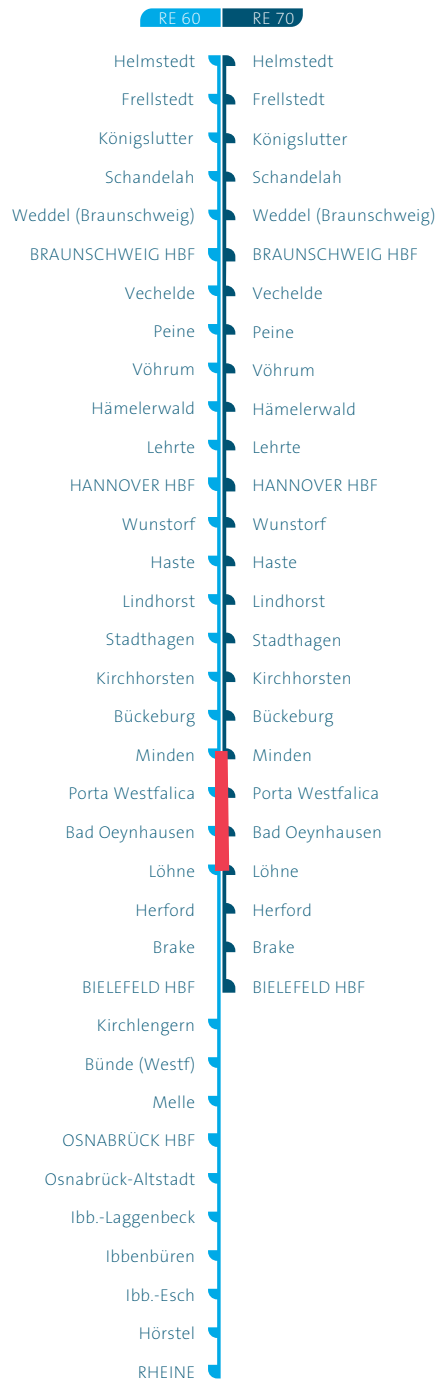 RE 60 RE 70
Helmstedt Helmstedt
Frellstedt Frellstedt
Königslutter Königslutter
Schandelah Schandelah
Weddel (Braunschweig) Weddel (Braunschweig)
BRAUNSCHWEIG HBF BRAUNSCHWEIG HBF
Vechelde Vechelde
Peine Peine
Vöhrum Vöhrum
Hämelerwald Hämelerwald
Lehrte Lehrte
HANNOVER HBF HANNOVER HBF
Wunstorf Wunstorf
Haste Haste
Lindhorst Lindhorst
Stadthagen Stadthagen
Kirchhorsten Kirchhorsten
Bückeburg Bückeburg
Minden Minden
Porta Westfalica Porta Westfalica
Bad Oeynhausen Bad Oeynhausen
Löhne Löhne
Herford Herford
Brake Brake
BIELEFELD HBF BIELEFELD HBF
Kirchlengern
Bünde (Westf)
Melle
OSNABRÜCK HBF
Osnabrück-Altstadt
Ibb.-Laggenbeck
Ibbenbüren
Ibb.-Esch
Hörstel
RHEINE